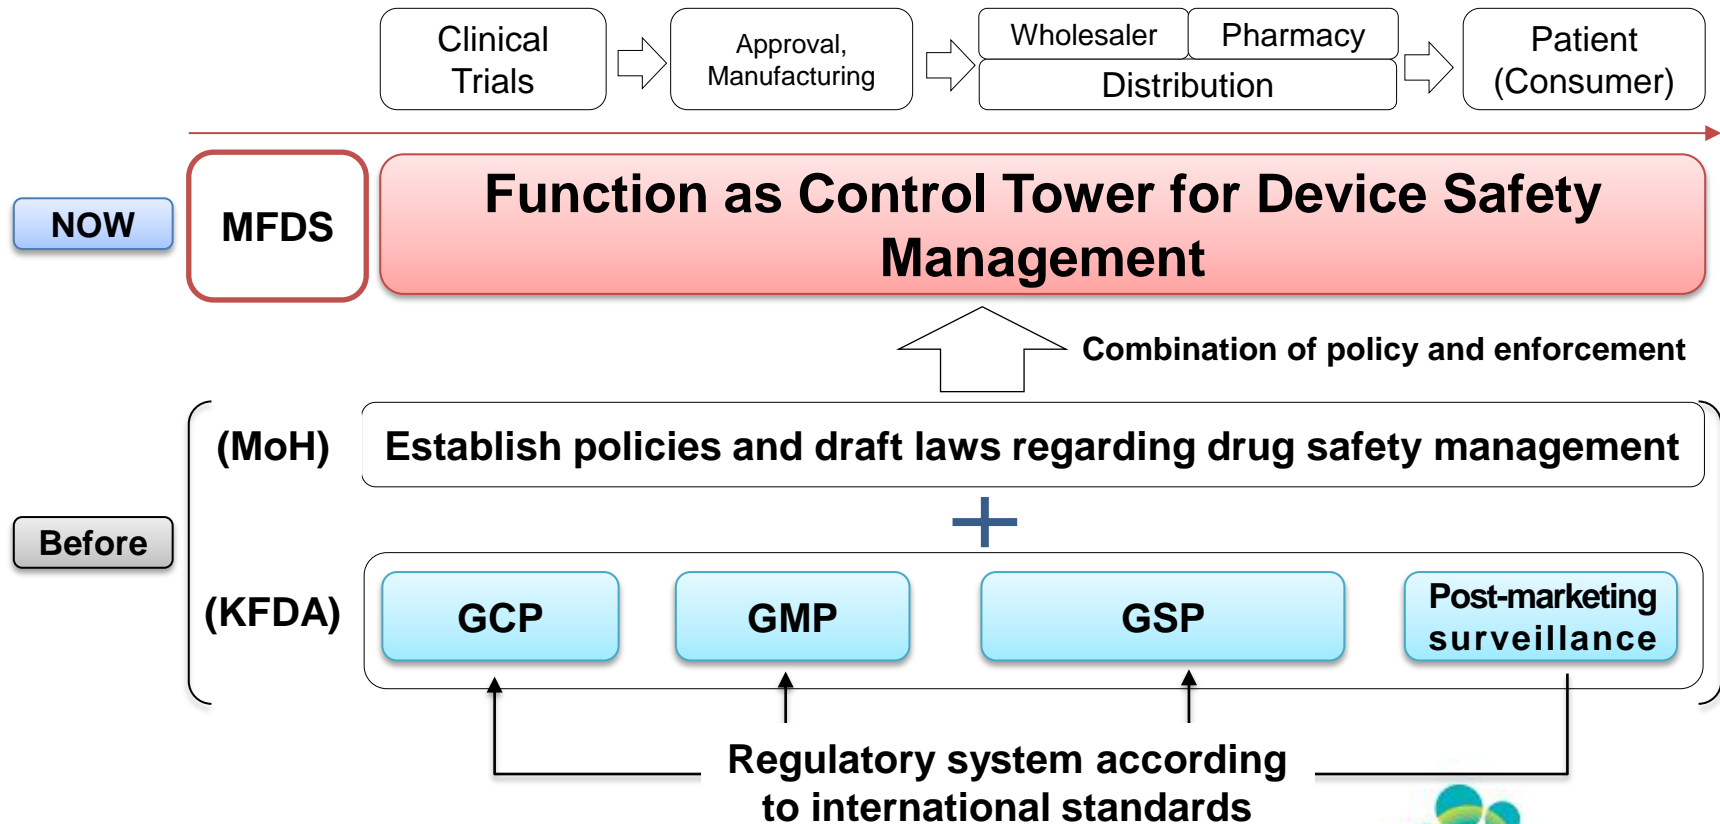 Clinical
Trials
Approval,
Manufacturing
Wholesaler
Pharmacy
Distribution
Patient
(Consumer)
NOW
MFDS
Function as Control Tower for Device Safety
Management
Combination of policy and enforcement
Before
(MoH)
Establish policies and draft laws regarding drug safety management
(KFDA)
GCP
GMP
GSP
Post-marketing
surveillance
Regulatory system according
to international standards